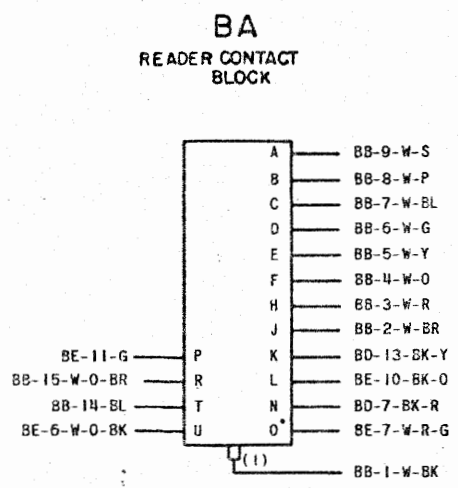 BA
READER CONTACT
BLOCK
A BB-9-W-S
B BB-8-W-P
C BB-7-W-BL
D BB-6-W-G
E BB-5-W-Y
F BB-4-W-O
H BB-3-W-R
J BB-2-W-BR
BE-11-G P K BD-13-BK-Y
BB-15-W-O-BR R L BE-10-BK-O
BB-14-BL T N BD-7-BK-R
BE-6-W-O-BK U O* BE-7-W-R-G
(1)
BB-1-W-BK